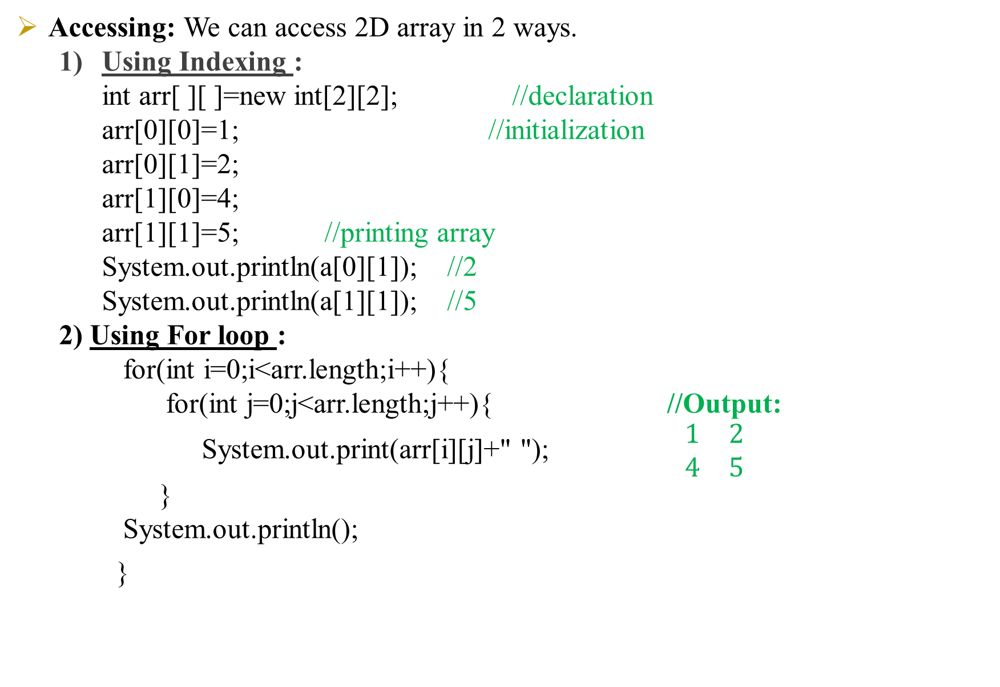 ➢ Accessing: We can access 2D array in 2 ways.
1) Using Indexing :
int arr[ ][ ]=new int[2][2]; //declaration
arr[0][0]=1; //initialization
arr[0][1]=2;
arr[1][0]=4;
arr[1][1]=5; //printing array
System.out.println(a[0][1]); //2
System.out.println(a[1][1]); //5
2) Using For loop :
for(int i=0;i<arr.length;i++){
for(int j=0;j<arr.length;j++){ //Output:
1 2
System.out.print(arr[i][j]+" ");
4 5
}
System.out.println();
}